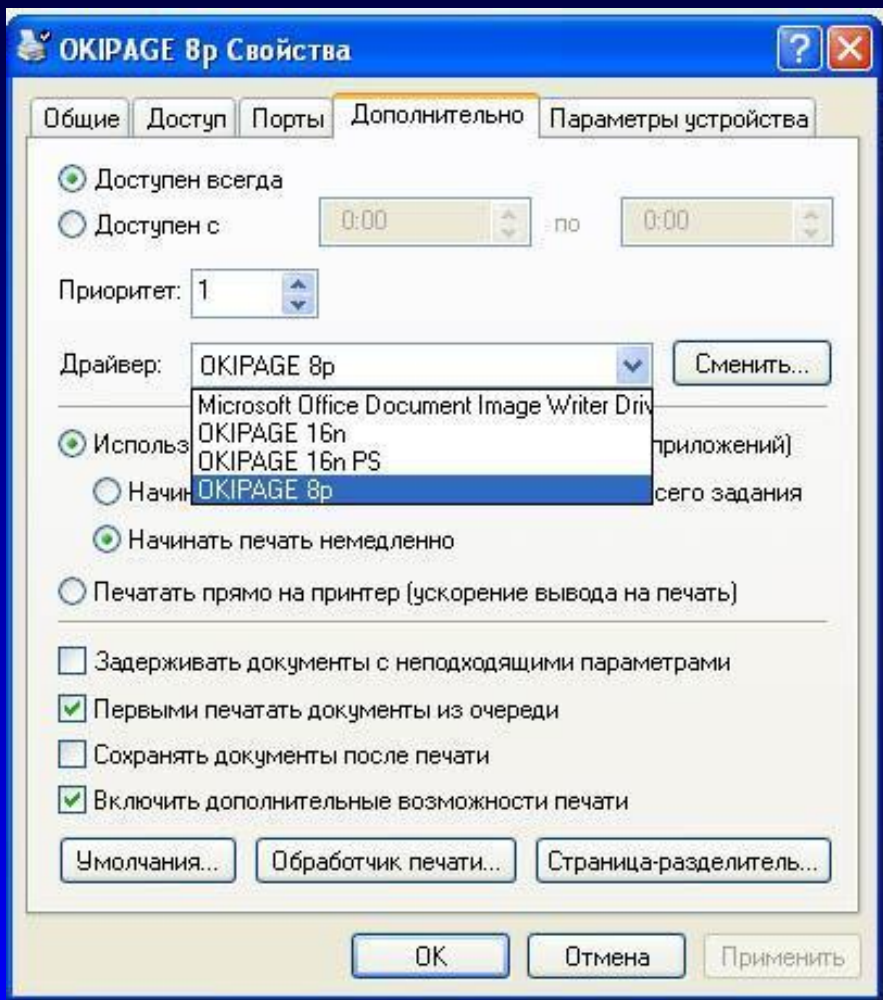 OKIPAGE 8p Свойства
Общие Доступ Порты Дополнительно Параметры устройства
Доступен всегда
Доступен с 0:00 по 0:00
Приоритет: 1
Драйвер: OKIPAGE 8p Сменить...
Microsoft Office Document Image Writer Driv
OKIPAGE 16n
Использ приложений)
OKIPAGE 16n PS
Начин OKIPAGE 8p сего задания
Начинать печать немедленно
Печатать прямо на принтер (ускорение вывода на печать)
Задерживать документы с неподходящими параметрами
Первыми печатать документы из очереди
Сохранять документы после печати
Включить дополнительные возможности печати
Умолчания... Обработчик печати... Страница-разделитель...
OK Отмена Применить